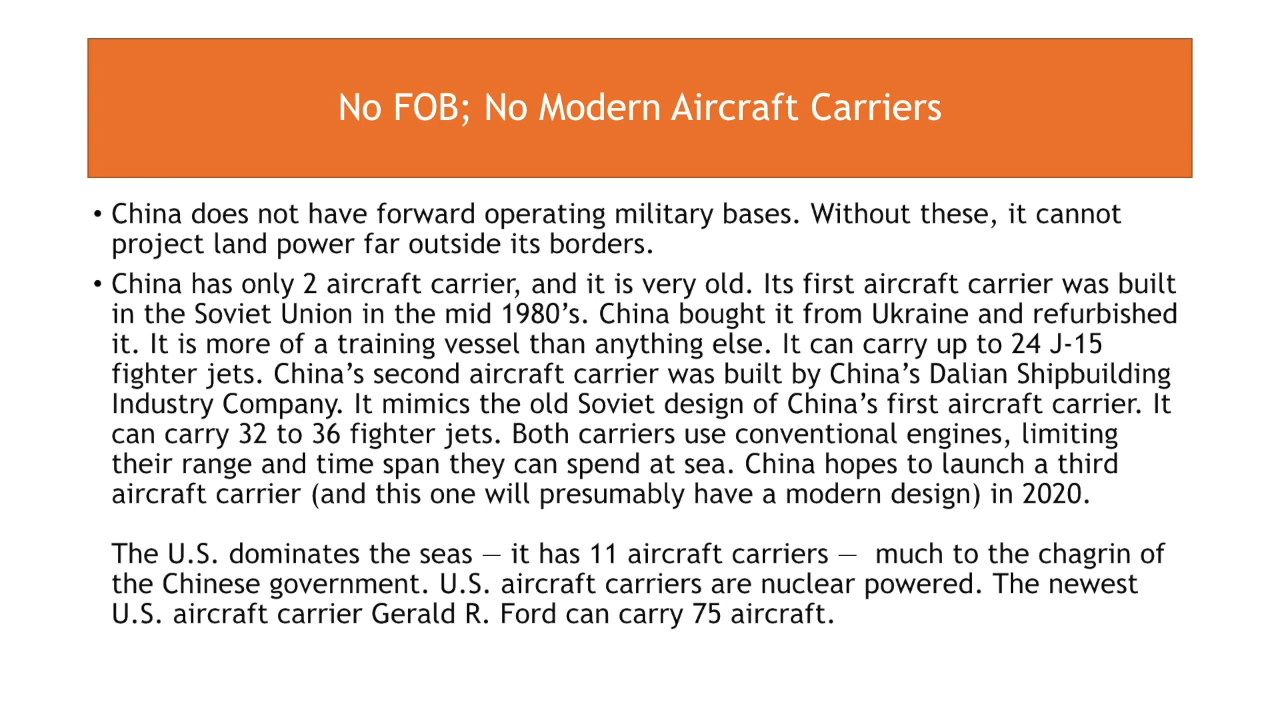 No FOB; No Modern Aircraft Carriers
• China does not have forward operating military bases. Without these, it cannot
project land power far outside its borders.
• China has only 2 aircraft carrier, and it is very old. Its first aircraft carrier was built
in the Soviet Union in the mid 1980’s. China bought it from Ukraine and refurbished
it. It is more of a training vessel than anything else. It can carry up to 24 J-15
fighter jets. China’s second aircraft carrier was built by China’s Dalian Shipbuilding
Industry Company. It mimics the old Soviet design of China’s first aircraft carrier. It
can carry 32 to 36 fighter jets. Both carriers use conventional engines, limiting
their range and time span they can spend at sea. China hopes to launch a third
aircraft carrier (and this one will presumably have a modern design) in 2020.
The U.S. dominates the seas — it has 11 aircraft carriers —  much to the chagrin of
the Chinese government. U.S. aircraft carriers are nuclear powered. The newest
U.S. aircraft carrier Gerald R. Ford can carry 75 aircraft.